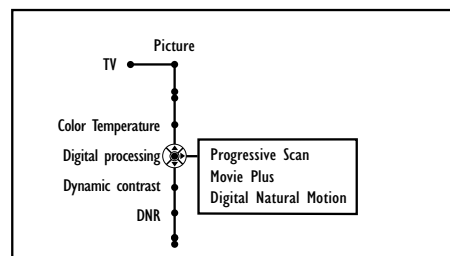 Picture
TV
Color Temperature
Digital processing
Dynamic contrast
DNR
Progressive Scan
Movie Plus
Digital Natural Motion